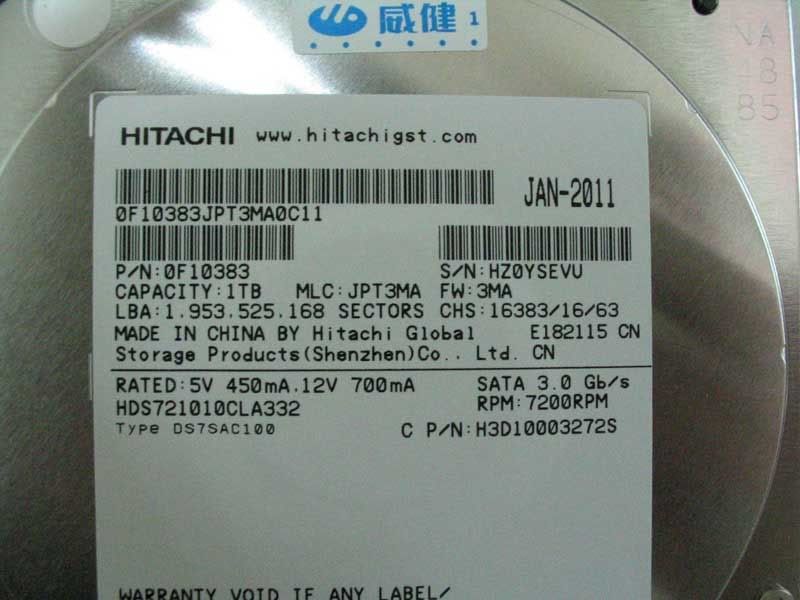 威健 1
VA
8
85
HITACHI www.hitachigst.com
JAN-2011
0F10383JPT3MA0C11
P/N:0F10383 S/N:HZ0YSEVU
CAPACITY:1TB MLC:JPT3MA FW:3MA
LBA:1.953.525.168 SECTORS CHS:16383/16/63
MADE IN CHINA BY Hitachi Global E182115 CN
Storage Products(Shenzhen)Co.. Ltd. CN
RATED:5V 450mA.12V 700mA SATA 3.0 Gb/s
HDS721010CLA332 RPM:7200RPM
Type DS7SAC100 C P/N:H3D10003272S
WARRANTY VOID IF ANY LABEL/